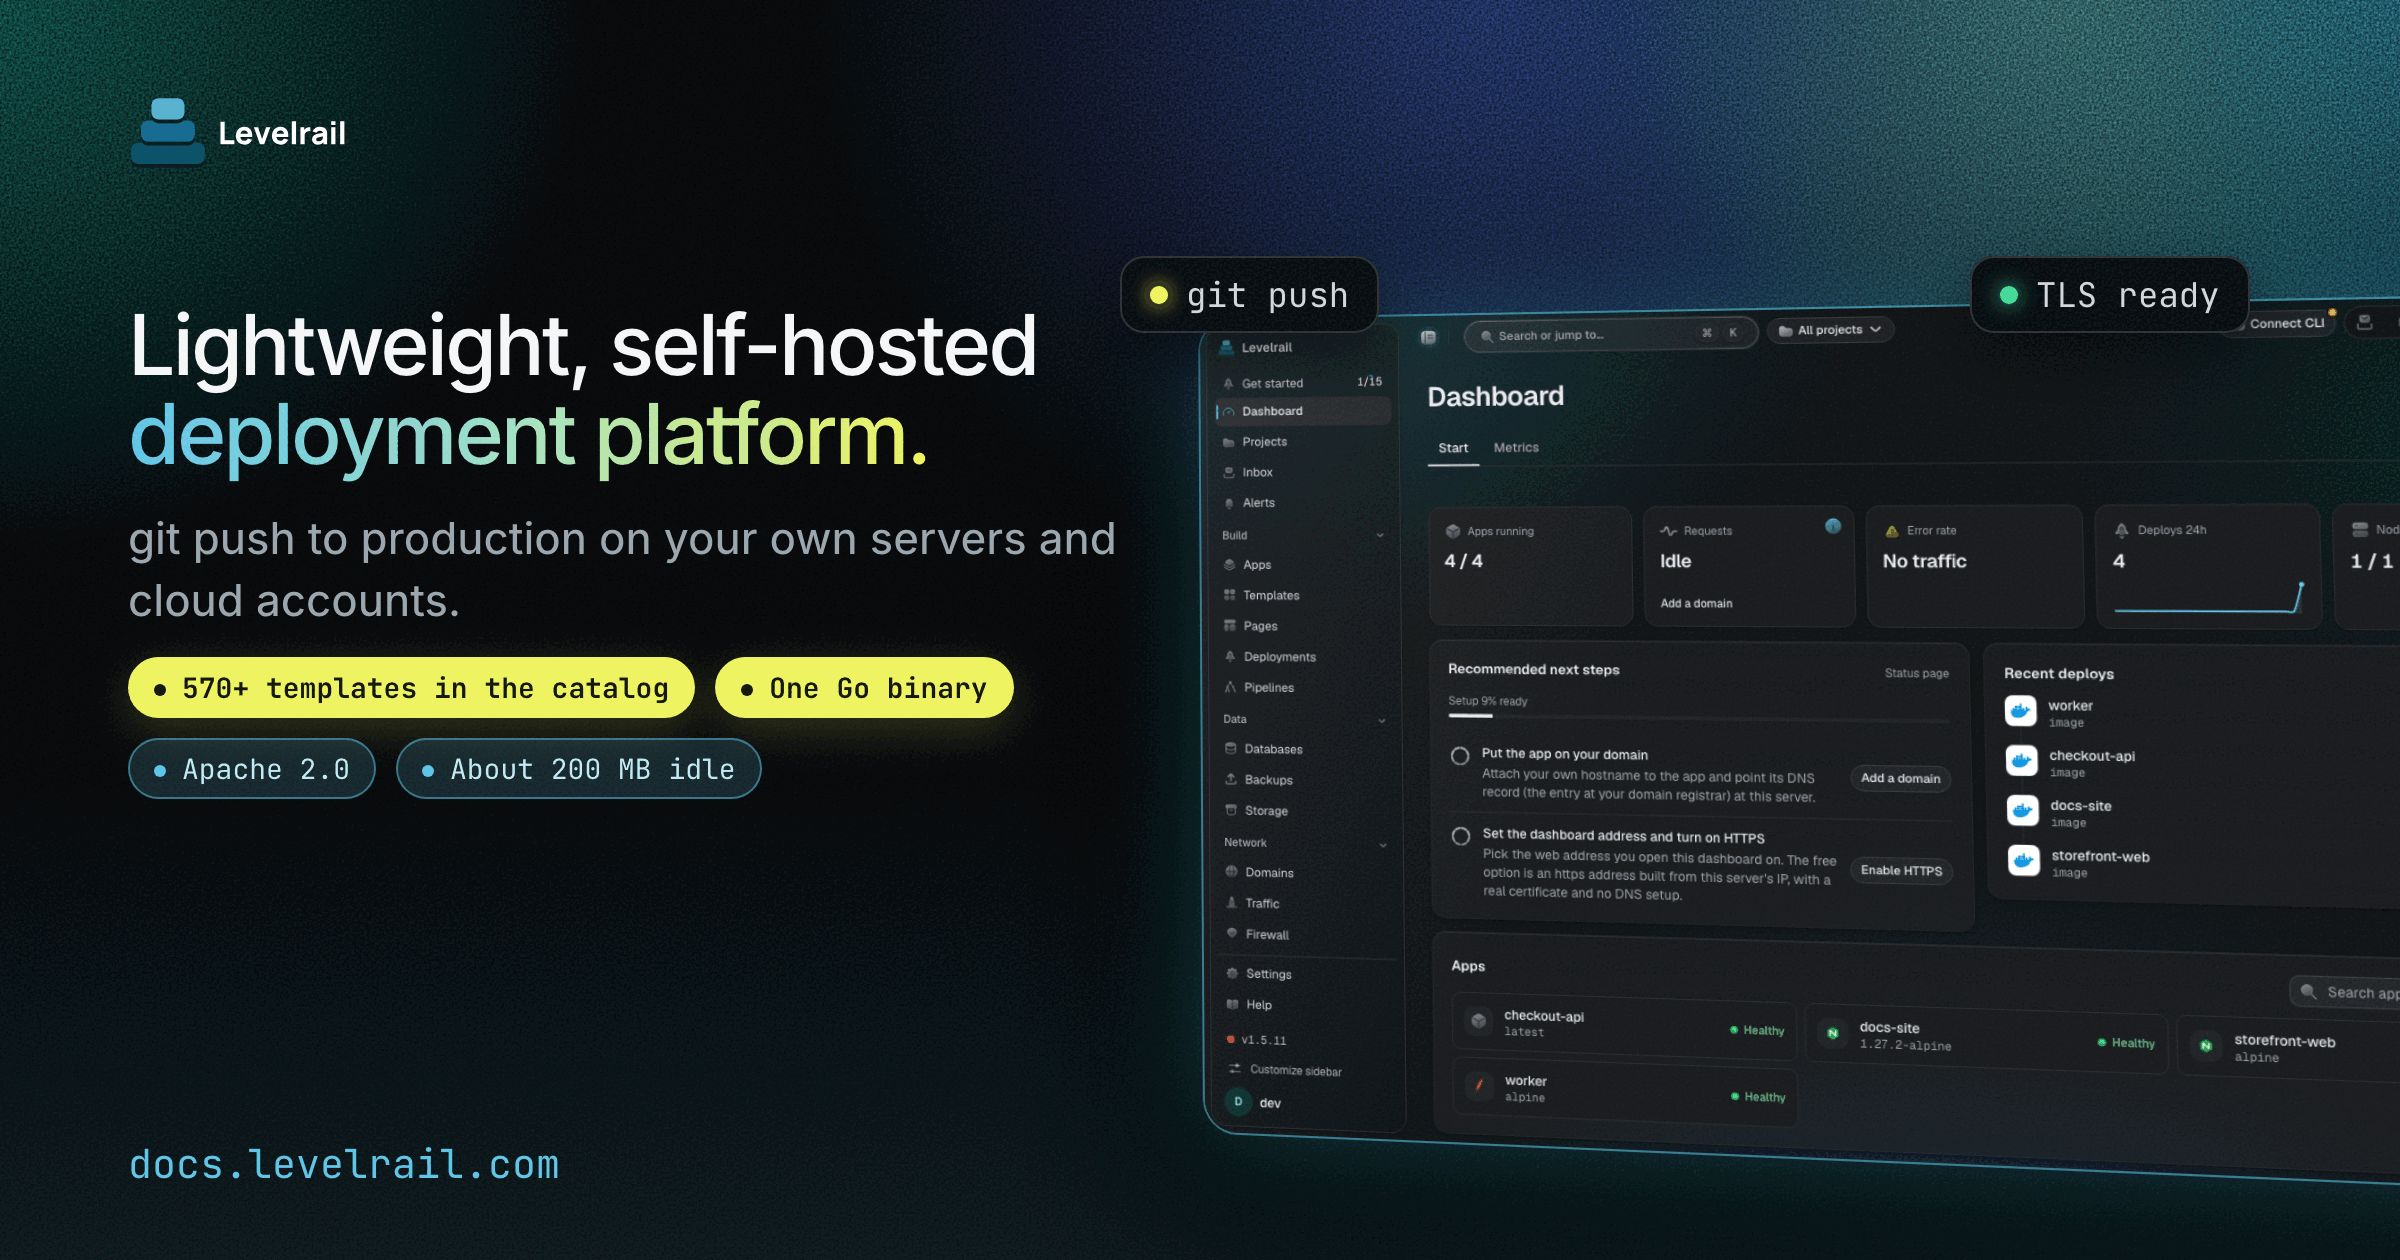 Levelrail
Lightweight, self-hosted
deployment platform.
git push to production on your own servers and
cloud accounts.
570+ templates in the catalog
One Go binary
Apache 2.0
About 200 MB idle
docs.levelrail.com
git push
TLS ready
Levelrail
Get started 1/15
Dashboard
Projects
Inbox
Alerts
Build
Apps
Templates
Pages
Deployments
Pipelines
Data
Databases
Backups
Storage
Network
Domains
Traffic
Firewall
Settings
Help
v1.5.11
Customize sidebar
D dev
Search or jump to... ⌘ K
All projects
Connect CLI
Dashboard
Start Metrics
Apps running
4 / 4
Requests
Idle
Add a domain
Error rate
No traffic
Deploys 24h
4
1 / 1
Recommended next steps
Status page
Setup 9% ready
Put the app on your domain
Attach your own hostname to the app and point its DNS
record (the entry at your domain registrar) at this server.
Add a domain
Set the dashboard address and turn on HTTPS
Pick the web address you open this dashboard on. The free
option is an https address built from this server's IP, with a
real certificate and no DNS setup.
Enable HTTPS
Recent deploys
worker
image
checkout-api
image
docs-site
image
storefront-web
image
Apps
Search
checkout-api
latest
Healthy
docs-site
1.27.2-alpine
Healthy
storefront-web
alpine
worker
alpine
Healthy